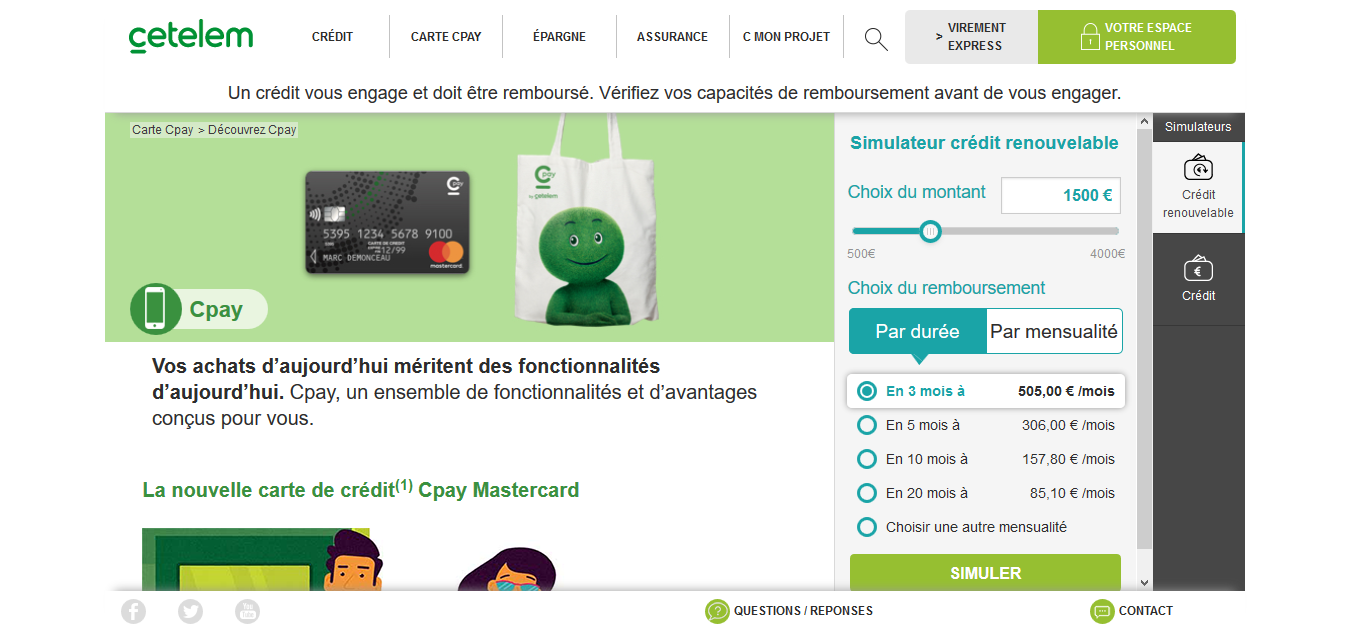 cetelem
CRÉDIT
CARTE CPAY
ÉPARGNE
ASSURANCE
C MON PROJET
> VIREMENT
EXPRESS
VOTRE ESPACE
PERSONNEL
Un crédit vous engage et doit être remboursé. Vérifiez vos capacités de remboursement avant de vous engager.
Carte Cpay > Découvrez Cpay
Cpay
5395 1234 5678 9100
CARTE DE CREDIT
12/99
MARC DEMONCEAU
mastercard
Cpay
by cetelem
Cpay
Vos achats d’aujourd’hui méritent des fonctionnalités
d’aujourd’hui. Cpay, un ensemble de fonctionnalités et d’avantages
conçus pour vous.
La nouvelle carte de crédit(1) Cpay Mastercard
Simulateur crédit renouvelable
Choix du montant
1500 €
500€
4000€
Choix du remboursement
Par durée
Par mensualité
En 3 mois à 505,00 € /mois
En 5 mois à 306,00 € /mois
En 10 mois à 157,80 € /mois
En 20 mois à 85,10 € /mois
Choisir une autre mensualité
SIMULER
Simulateurs
Crédit
renouvelable
€
Crédit
You
Tube
QUESTIONS / REPONSES
CONTACT